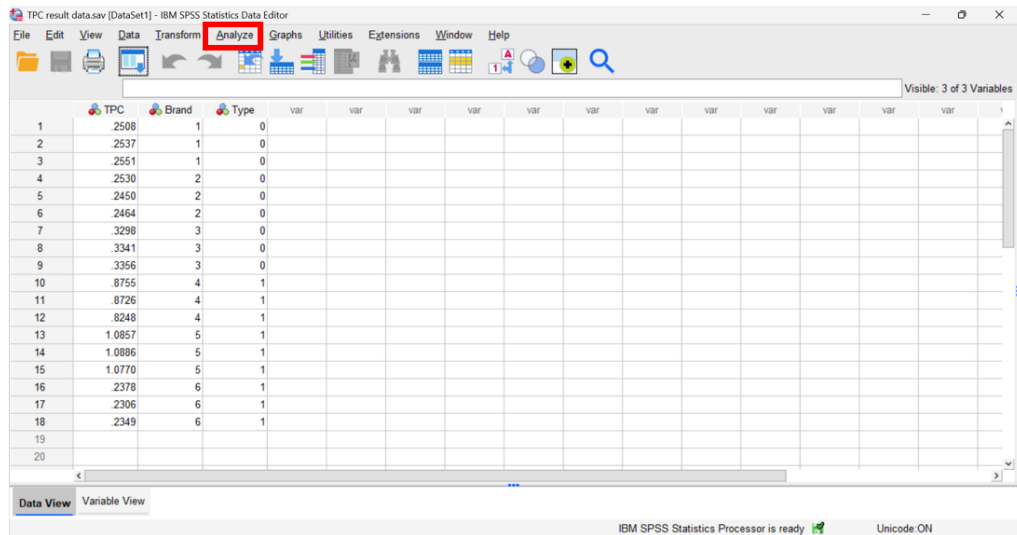 TPC result data.sav [DataSet1] - IBM SPSS Statistics Data Editor
File Edit View Data Transform Analyze Graphs Utilities Extensions Window Help
Visible: 3 of 3 Variables
TPC Brand Type var var var var var var var var var var var var
1 .2508 1 0
2 .2537 1 0
3 .2551 1 0
4 .2530 2 0
5 .2450 2 0
6 .2464 2 0
7 .3298 3 0
8 .3341 3 0
9 .3356 3 0
10 .8755 4 1
11 .8726 4 1
12 .8248 4 1
13 1.0857 5 1
14 1.0886 5 1
15 1.0770 5 1
16 .2378 6 1
17 .2306 6 1
18 .2349 6 1
19
20
Data View Variable View
IBM SPSS Statistics Processor is ready Unicode:ON